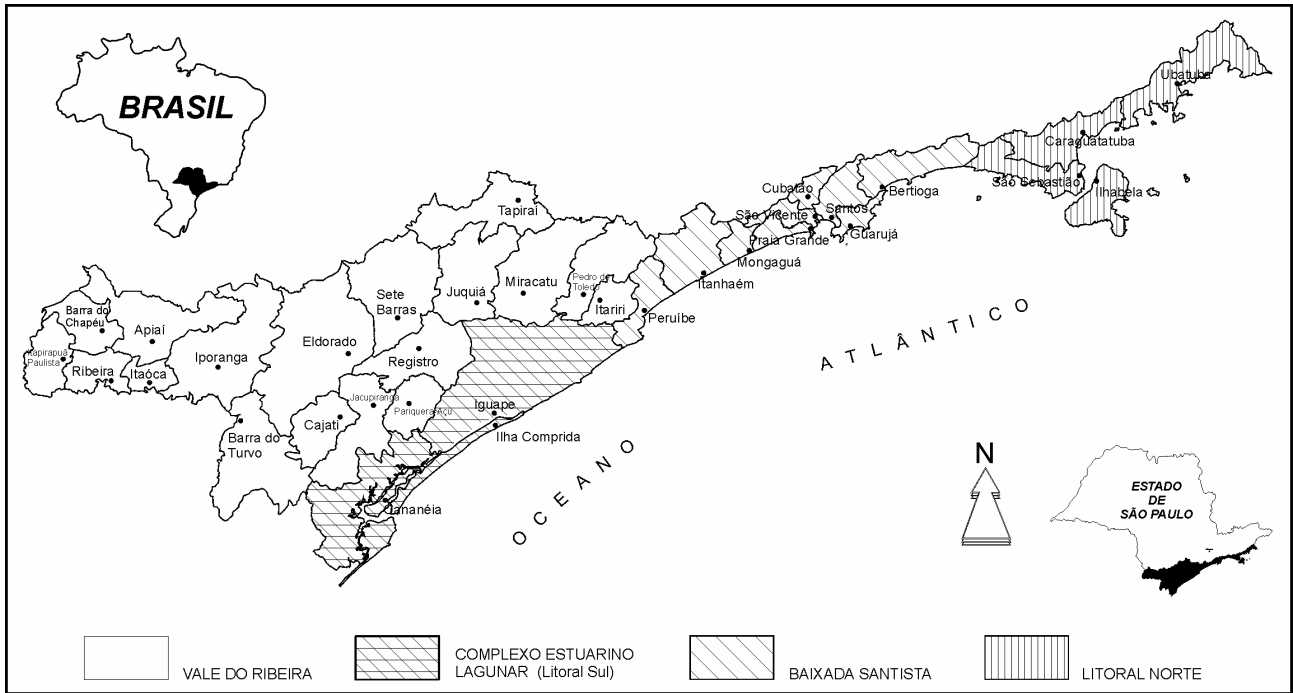 BRASIL
Ubatuba
Caraguatatuba
São Sebastião
Ilhabela
Cubatão
Bertioga
São Vicente
Santos
Praia Grande
Guarujá
Mongaguá
Itanhaém
Peruíbe
Tapiraí
Sete
Barras
Juquiá
Miracatu
Pedro de
Toledo
Itariri
Barra do
Chapéu
Apiaí
Itapirapuã
Paulista
Ribeira
Itaóca
Iporanga
Eldorado
Registro
Jacupiranga
Pariquera-Açu
Cajati
Barra do
Turvo
Iguape
Ilha Comprida
Cananéia
OCEANO
ATLÂNTICO
N
ESTADO
DE
SÃO PAULO
VALE DO RIBEIRA
COMPLEXO ESTUARINO
LAGUNAR (Litoral Sul)
BAIXADA SANTISTA
LITORAL NORTE